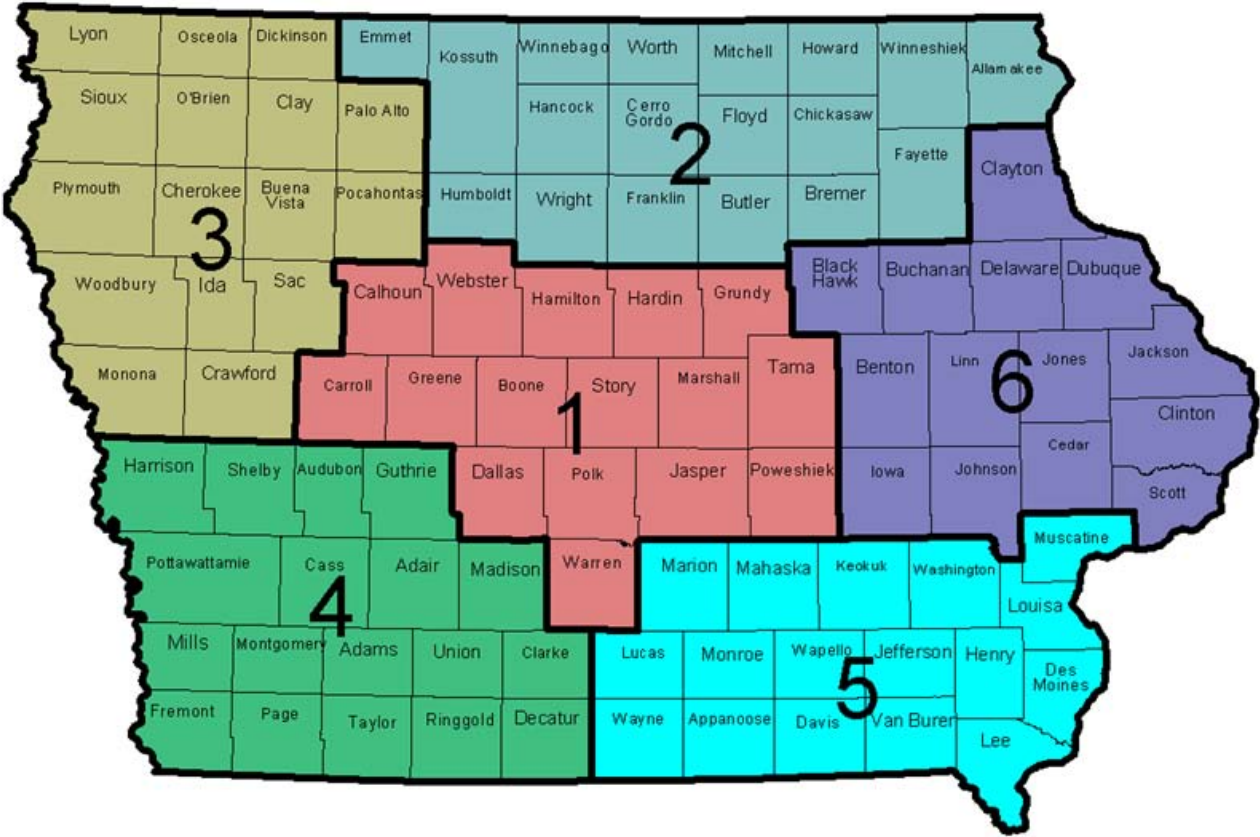 Lyon
Osceola
Dickinson
Emmet
Kossuth
Winnebago
Worth
Mitchell
Howard
Winneshiek
Allamakee
Sioux
O'Brien
Clay
Palo Alto
Hancock
Cerro
Gordo
Floyd
Chickasaw
2
Fayette
Clayton
Plymouth
Cherokee
Buena
Vista
Pocahontas
Humboldt
Wright
Franklin
Butler
Bremer
3
Woodbury
Ida
Sac
Calhoun
Webster
Hamilton
Hardin
Grundy
Black
Hawk
Buchanan
Delaware
Dubuque
Monona
Crawford
Carroll
Greene
Boone
Story
Marshall
Tama
Benton
Linn
Jones
Jackson
1
6
Clinton
Harrison
Shelby
Audubon
Guthrie
Dallas
Polk
Jasper
Poweshiek
Iowa
Johnson
Cedar
Scott
Pottawattamie
Cass
Adair
Madison
Warren
Marion
Mahaska
Keokuk
Washington
Muscatine
Louisa
4
Mills
Montgomery
Adams
Union
Clarke
Lucas
Monroe
Wapello
Jefferson
Henry
Des
Moines
5
Fremont
Page
Taylor
Ringgold
Decatur
Wayne
Appanoose
Davis
Van Buren
Lee